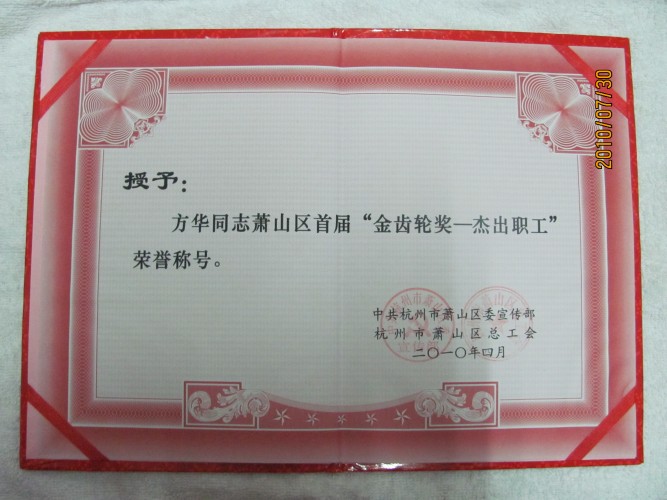 授予：
方华同志萧山区首届“金齿轮奖—杰出职工”
荣誉称号。
中共杭州市萧山区委宣传部
杭州市萧山区总工会
二〇一〇年四月
2010/07/30